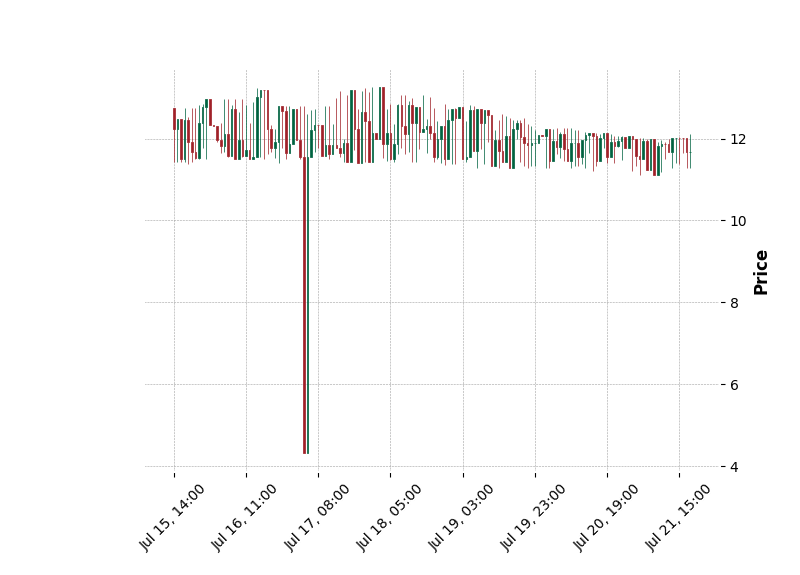 12
10
8
6
4
Price
Jul 15, 14:00
Jul 16, 11:00
Jul 17, 08:00
Jul 18, 05:00
Jul 19, 03:00
Jul 19, 23:00
Jul 20, 19:00
Jul 21, 15:00